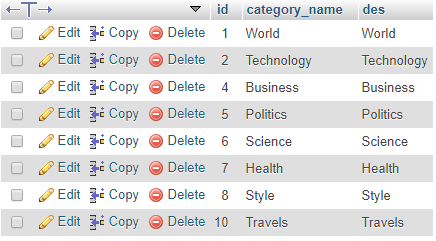 id category_name des
Edit Copy Delete 1 World World
Edit Copy Delete 2 Technology Technology
Edit Copy Delete 4 Business Business
Edit Copy Delete 5 Politics Politics
Edit Copy Delete 6 Science Science
Edit Copy Delete 7 Health Health
Edit Copy Delete 8 Style Style
Edit Copy Delete 10 Travels Travels